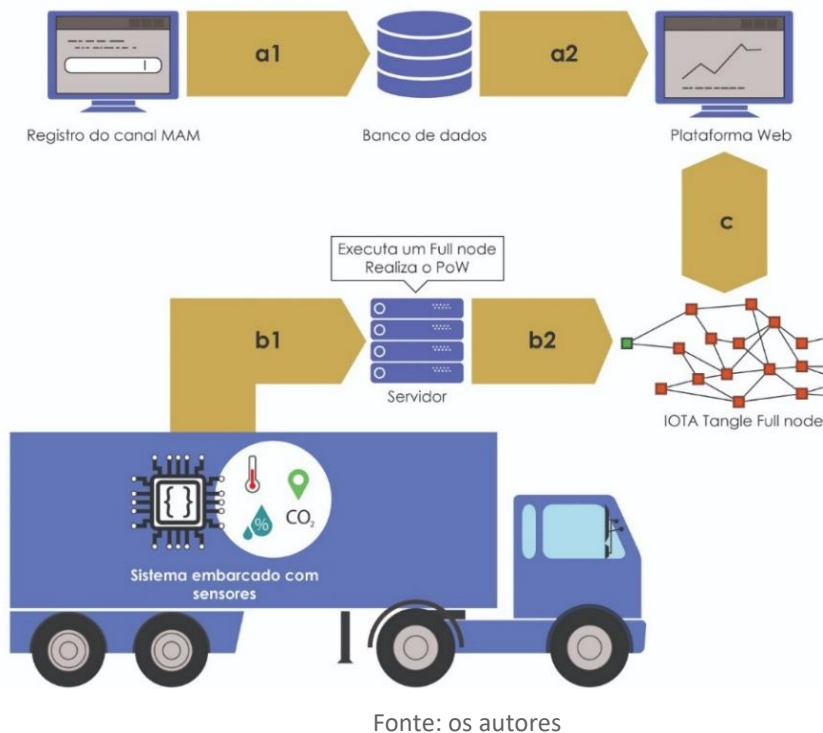 a1
a2
Registro do canal MAM
Banco de dados
Plataforma Web
c
Executa um Full node
Realiza o PoW
b1
b2
Servidor
IOTA Tangle Full node
{ }
%
CO₂
Sistema embarcado com
sensores
Fonte: os autores